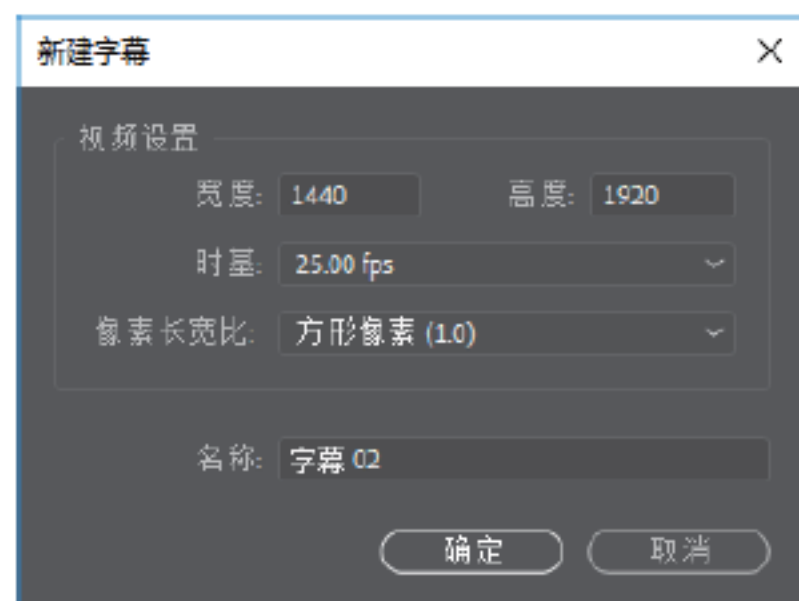 新建字幕
视频设置
宽度: 1440 高度: 1920
时基: 25.00 fps
像素长宽比: 方形像素 (1.0)
名称: 字幕 02
确定 取消